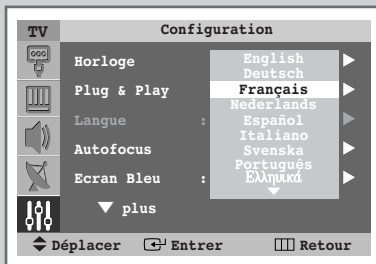 TV Configuration
Horloge
Plug & Play
Langue :
Autofocus
Ecran Bleu :
plus
English
Deutsch
Français
Nederlands
Español
Italiano
Svenska
Português
Ελληνικά
Déplacer Entrer Retour